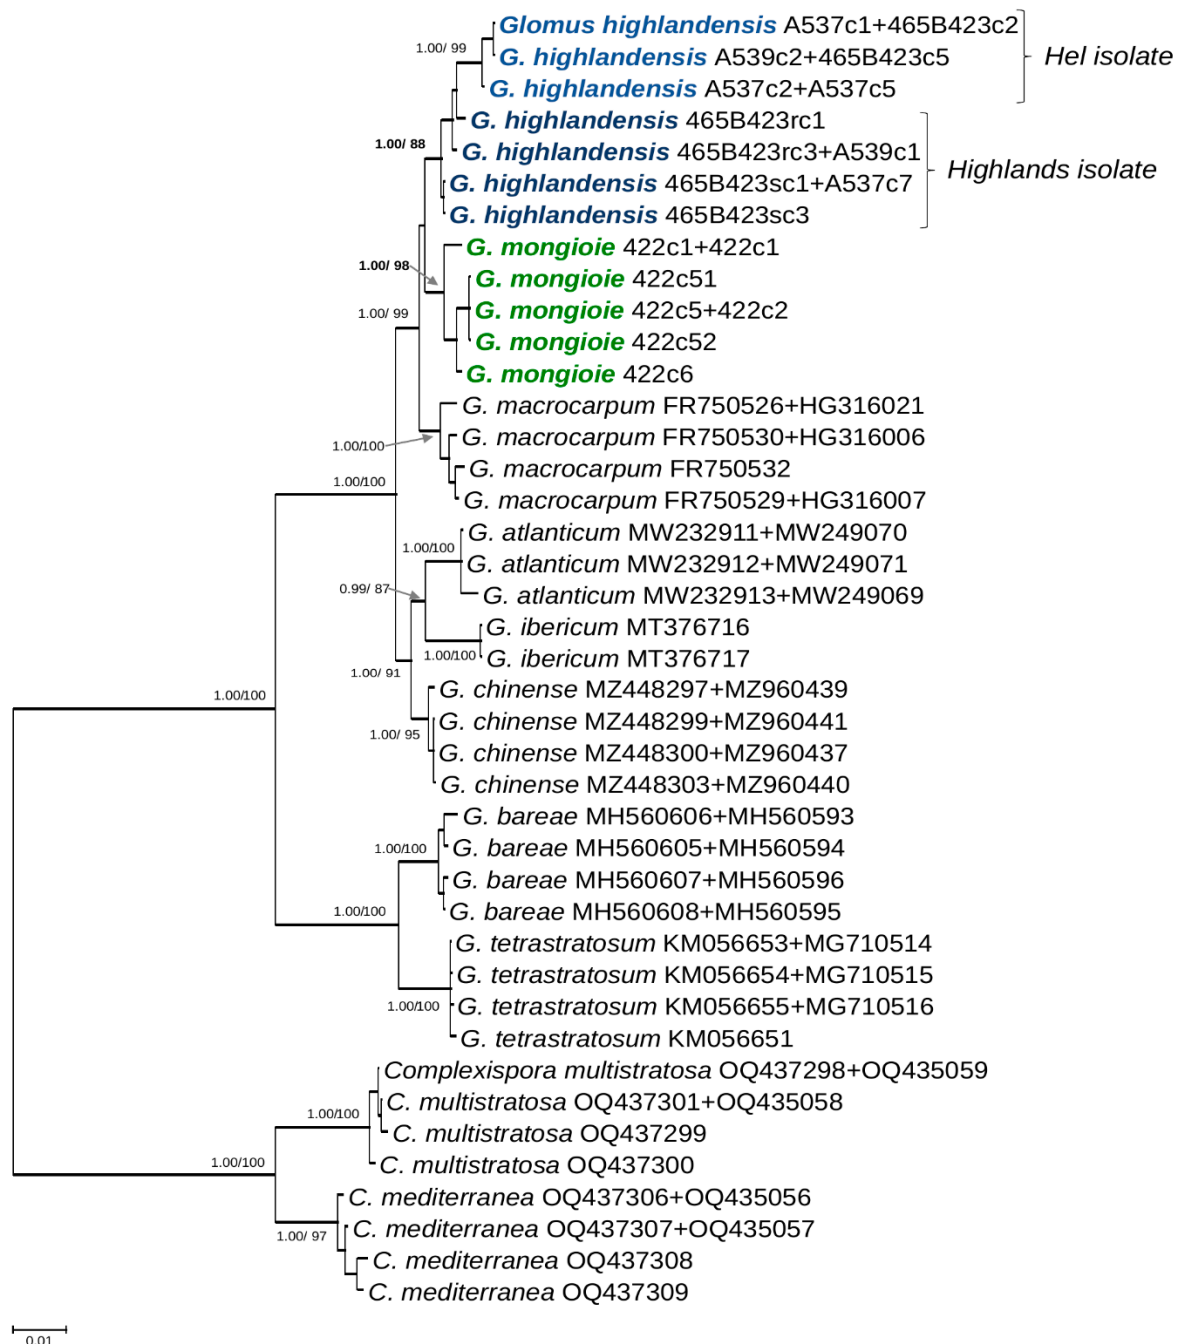 Glomus highlandensis A537c1+465B423c2
1.00/ 99
G. highlandensis A539c2+465B423c5
Hel isolate
G. highlandensis A537c2+A537c5
G. highlandensis 465B423rc1
1.00/ 88
G. highlandensis 465B423rc3+A539c1
Highlands isolate
G. highlandensis 465B423sc1+A537c7
G. highlandensis 465B423sc3
G. mongioie 422c1+422c1
1.00/ 98
G. mongioie 422c51
G. mongioie 422c5+422c2
1.00/ 99
G. mongioie 422c52
G. mongioie 422c6
G. macrocarpum FR750526+HG316021
G. macrocarpum FR750530+HG316006
1.00/100
G. macrocarpum FR750532
1.00/100
G. macrocarpum FR750529+HG316007
G. atlanticum MW232911+MW249070
1.00/100
G. atlanticum MW232912+MW249071
0.99/ 87
G. atlanticum MW232913+MW249069
G. ibericum MT376716
1.00/100
G. ibericum MT376717
1.00/ 91
G. chinense MZ448297+MZ960439
1.00/100
G. chinense MZ448299+MZ960441
1.00/ 95
G. chinense MZ448300+MZ960437
G. chinense MZ448303+MZ960440
G. bareae MH560606+MH560593
1.00/100
G. bareae MH560605+MH560594
G. bareae MH560607+MH560596
1.00/100
G. bareae MH560608+MH560595
G. tetrastratosum KM056653+MG710514
G. tetrastratosum KM056654+MG710515
1.00/100
G. tetrastratosum KM056655+MG710516
G. tetrastratosum KM056651
Complexispora multistratosa OQ437298+OQ435059
1.00/100
C. multistratosa OQ437301+OQ435058
C. multistratosa OQ437299
1.00/100
C. multistratosa OQ437300
C. mediterranea OQ437306+OQ435056
1.00/ 97
C. mediterranea OQ437307+OQ435057
C. mediterranea OQ437308
C. mediterranea OQ437309
0.01